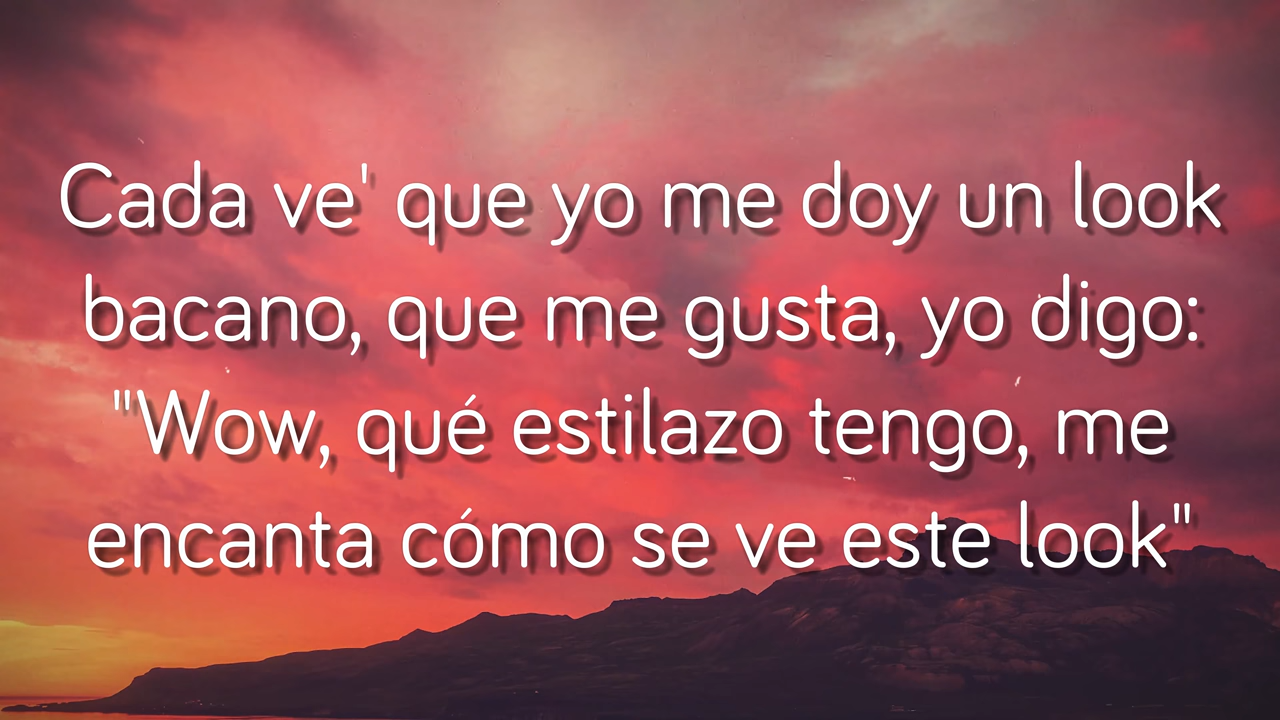 Cada ve' que yo me doy un look
bacano, que me gusta, yo digo:
"Wow, qué estilazo tengo, me
encanta cómo se ve este look"